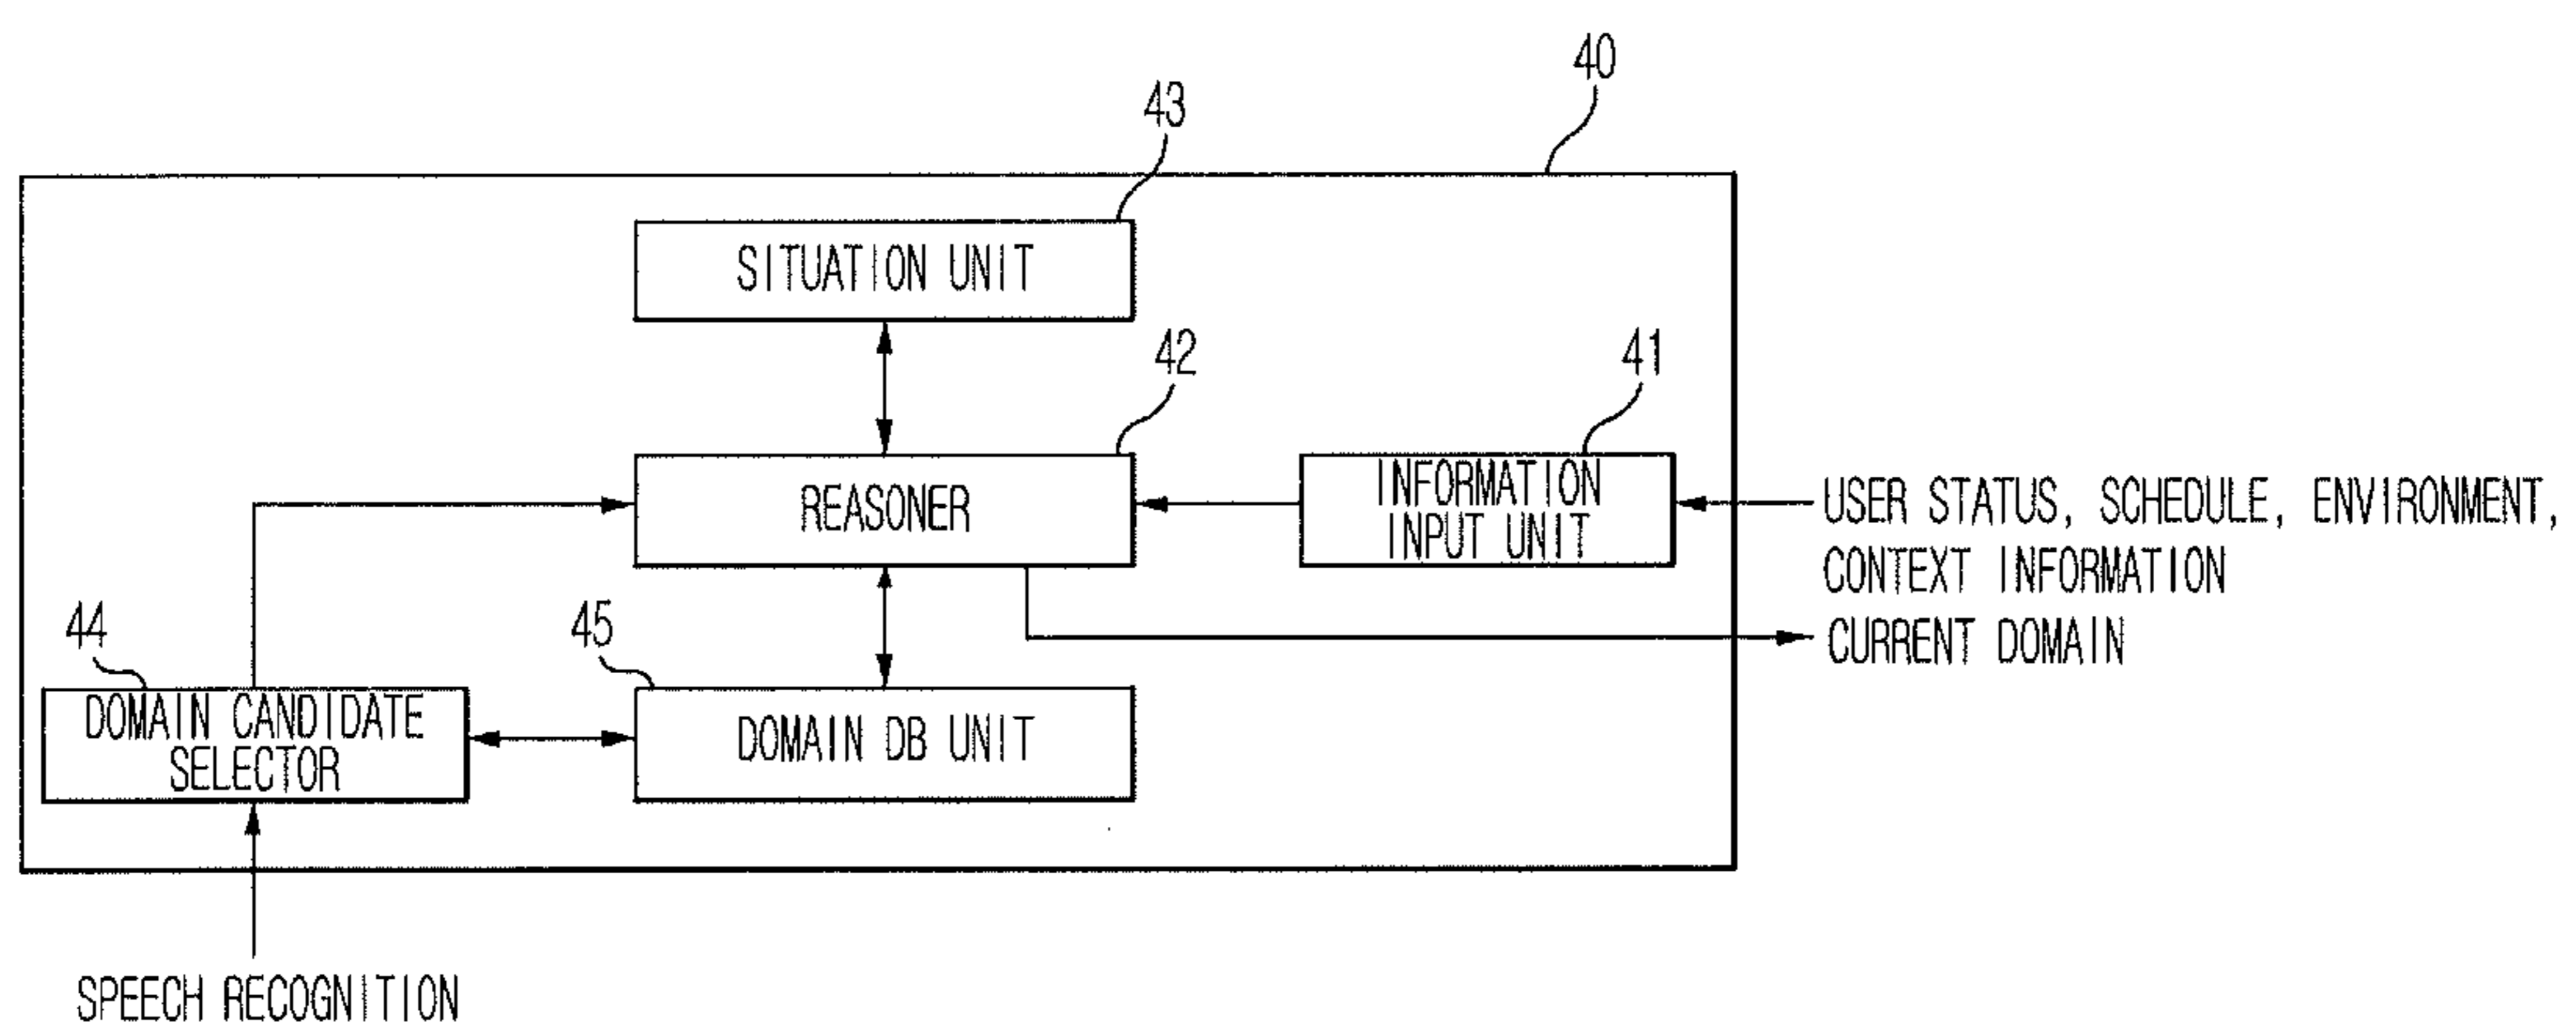 40
43
SITUATION UNIT
42
41
REASONER
INFORMATION
INPUT UNIT
USER STATUS, SCHEDULE, ENVIRONMENT,
CONTEXT INFORMATION
CURRENT DOMAIN
44
45
DOMAIN CANDIDATE
SELECTOR
DOMAIN DB UNIT
SPEECH RECOGNITION